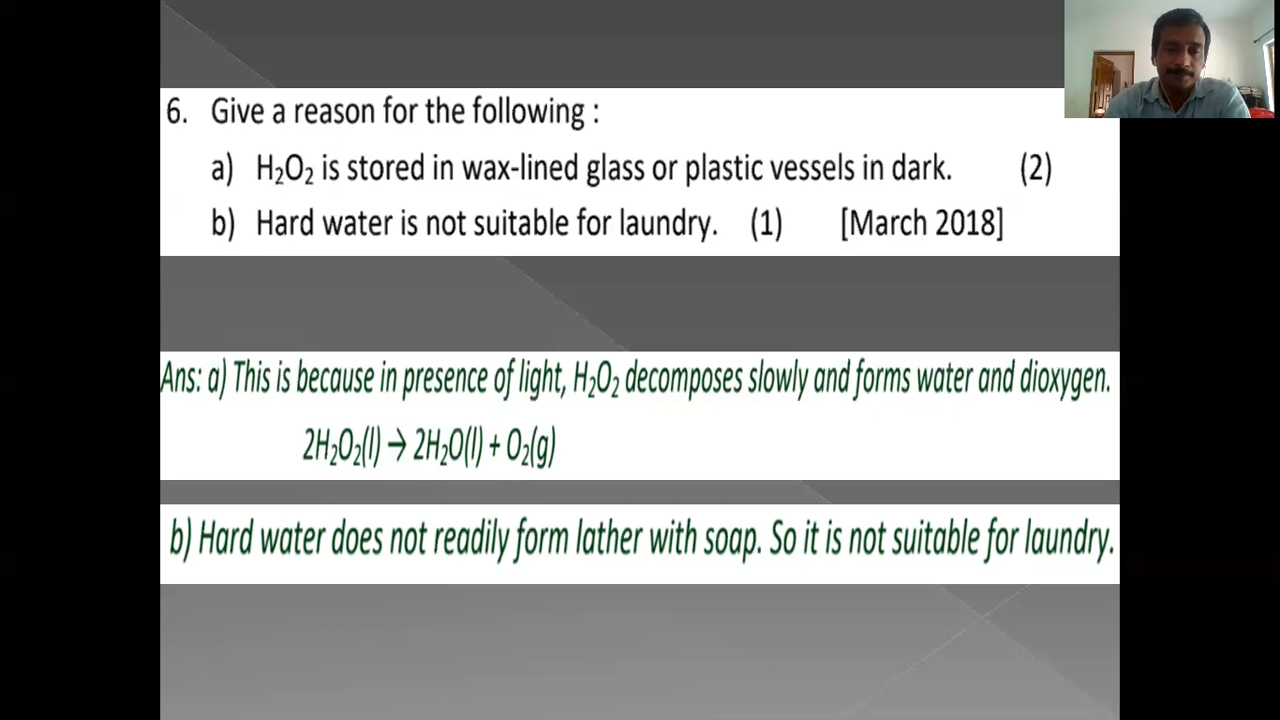 6. Give a reason for the following :
a) H₂O₂ is stored in wax-lined glass or plastic vessels in dark. (2)
b) Hard water is not suitable for laundry. (1) [March 2018]
Ans: a) This is because in presence of light, H₂O₂ decomposes slowly and forms water and dioxygen.
2H₂O₂(l) → 2H₂O(l) + O₂(g)
b) Hard water does not readily form lather with soap. So it is not suitable for laundry.